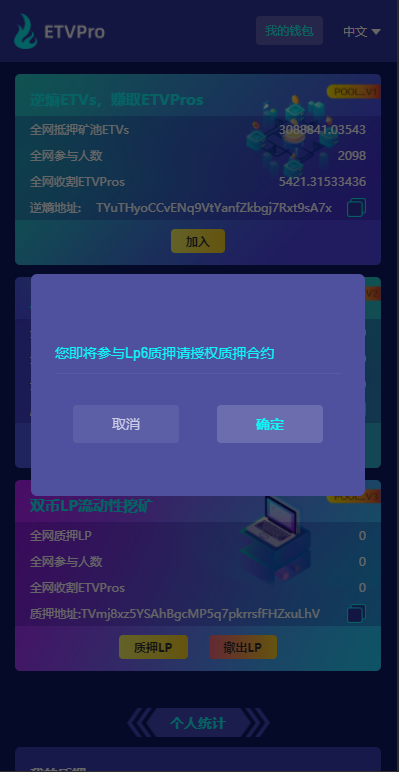 ETVPro
我的钱包
中文
POOL_V1
逆熵ETVs，赚取ETVPros
全网抵押矿池ETVs 3088841.03543
全网参与人数 2098
全网收割ETVPros 5421.31533436
逆熵地址: TYuTHyoCCvENq9VtYanfZkbgj7Rxt9sA7x
加入
您即将参与Lp6质押请授权质押合约
取消 确定
POOL_V3
双币LP流动性挖矿
全网质押LP 0
全网参与人数 0
全网收割ETVPros 0
质押地址:TVmj8xz5YSAhBgcMP5q7pkrrsfFHZxuLhV
质押LP 撤出LP
个人统计
我的质押